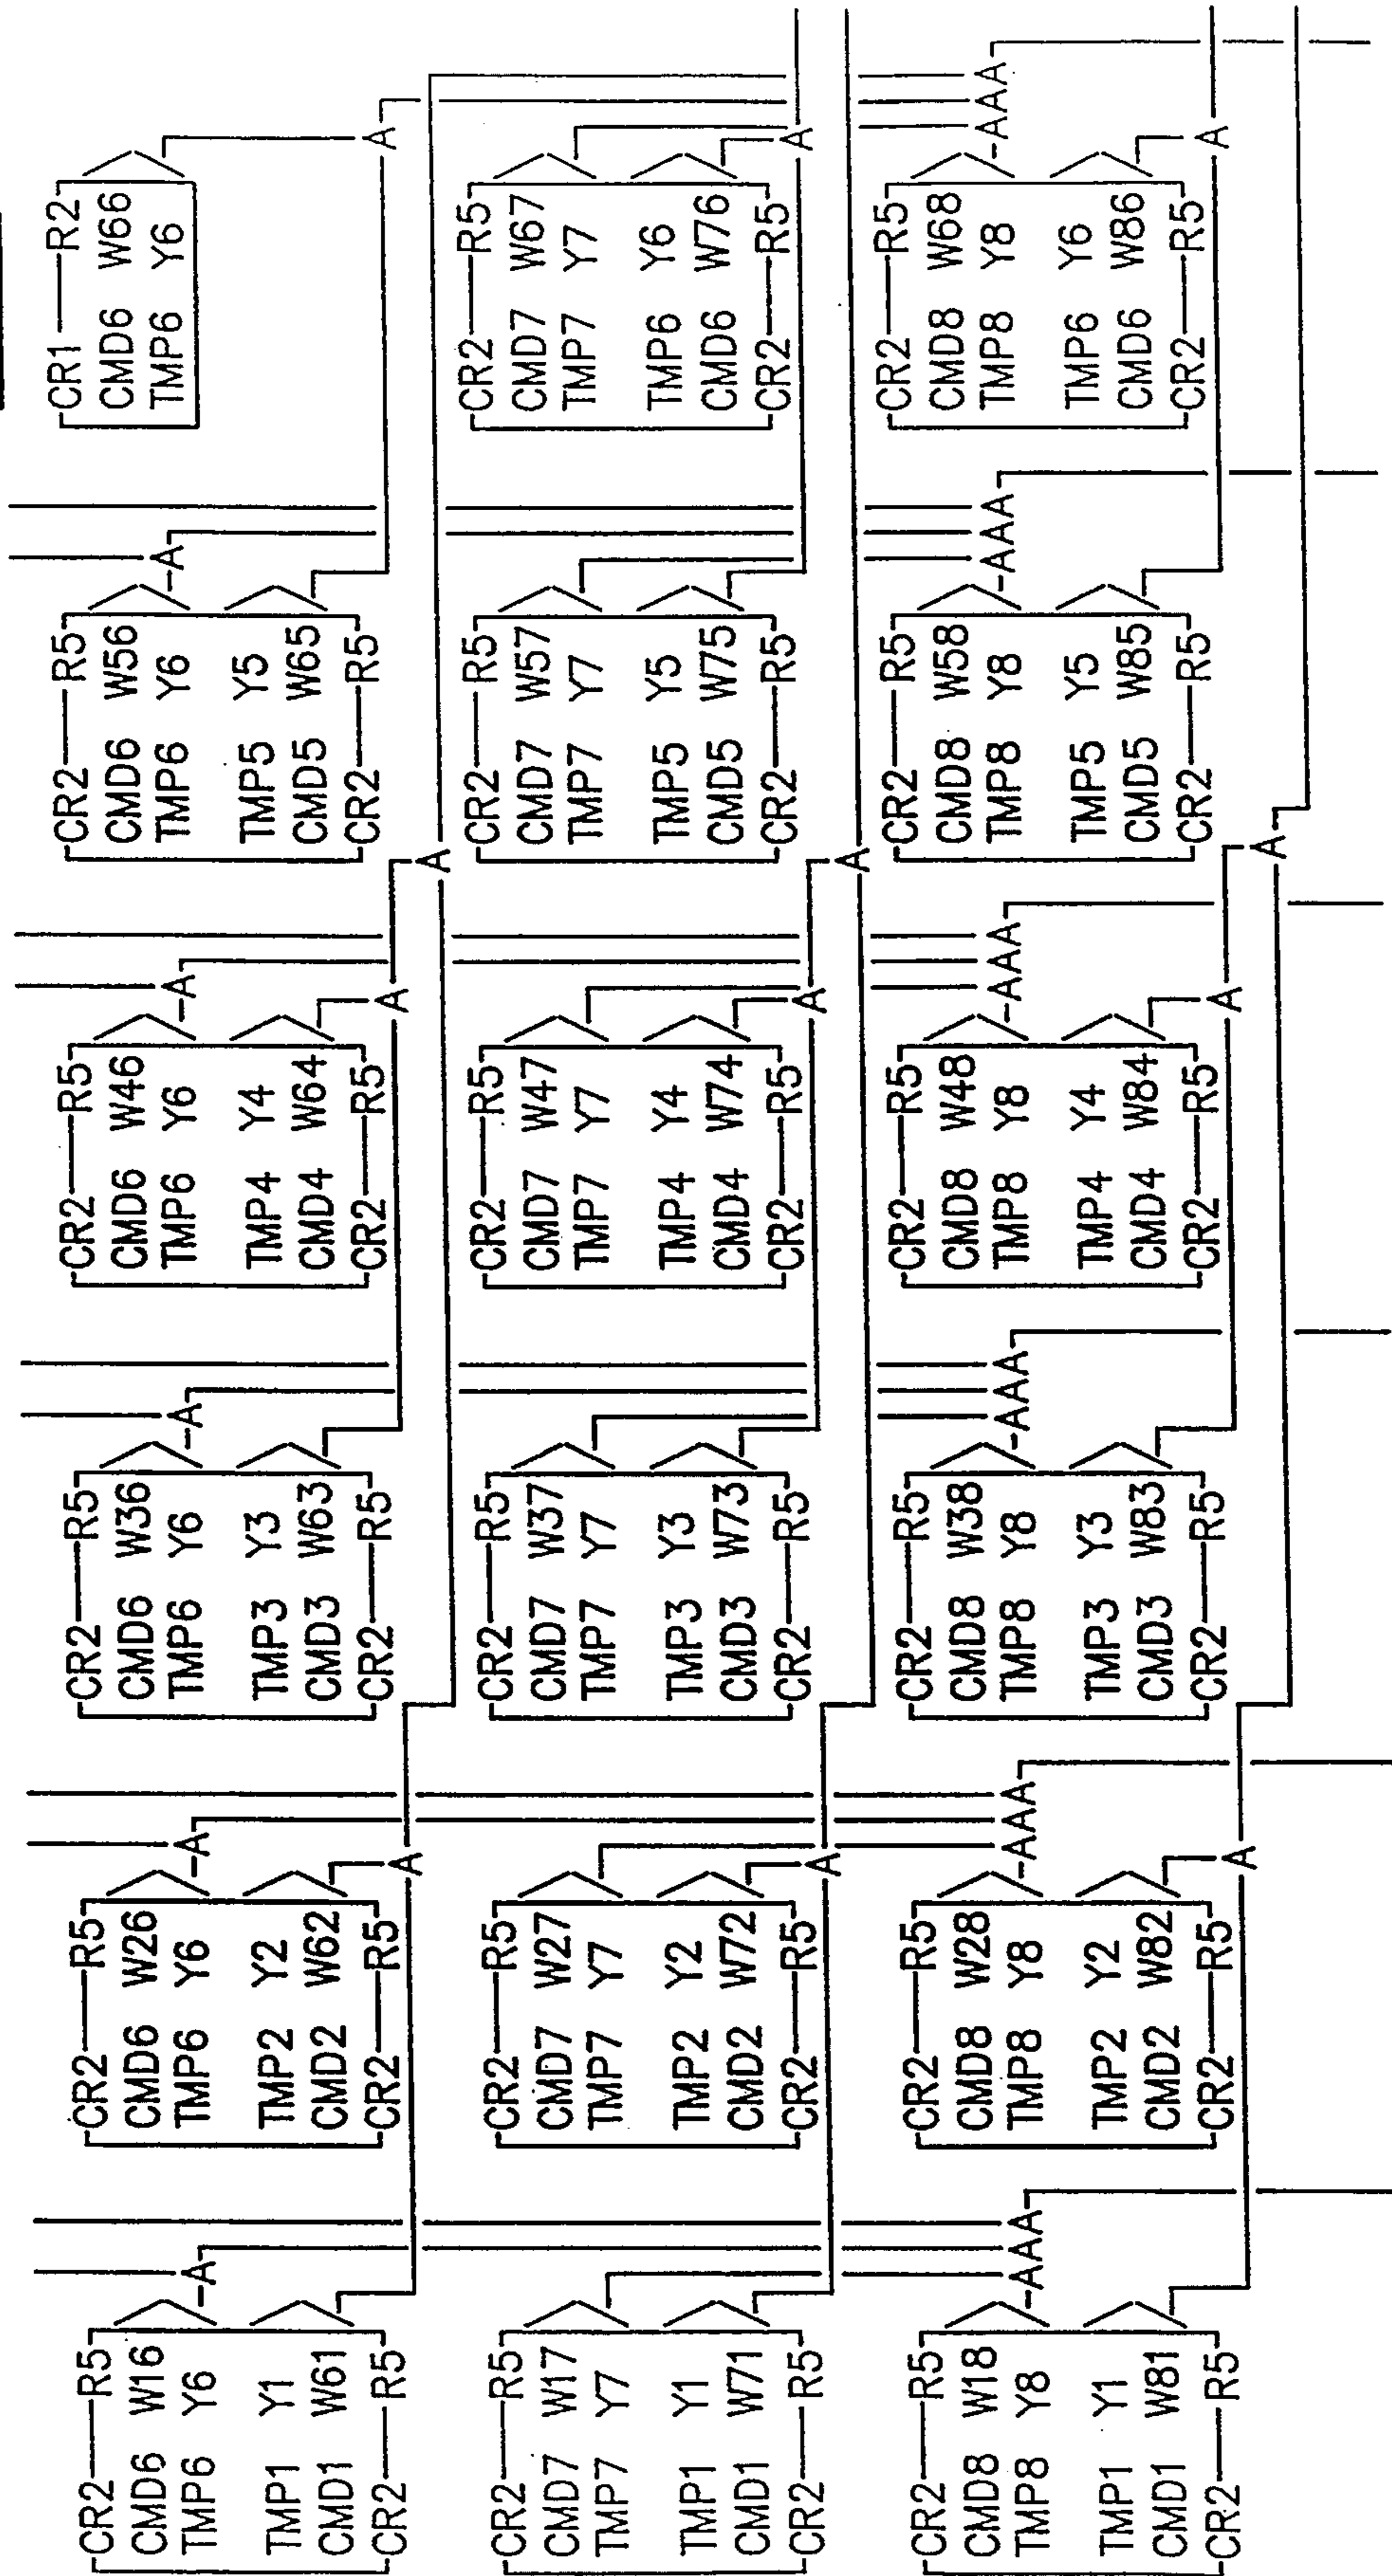 CR2 R5
CMD6 W16
TMP6 Y6 A
TMP1 Y1
CMD1 W61
CR2 R5
CR2 R5
CMD6 W26
TMP6 Y6 A
TMP2 Y2
CMD2 W62
CR2 R5 A
CR2 R5
CMD6 W36
TMP6 Y6 A
TMP3 Y3
CMD3 W63
CR2 R5
CR2 R5
CMD6 W46
TMP6 Y6 A
TMP4 Y4
CMD4 W64
CR2 R5 A
A
CR2 R5
CMD6 W56
TMP6 Y6 A
TMP5 Y5
CMD5 W65
CR2 R5
CR1 R2
CMD6 W66
TMP6 Y6
A
CR2 R5
CMD7 W17
TMP7 Y7
TMP1 Y1
CMD1 W71
CR2 R5
CR2 R5
CMD7 W27
TMP7 Y7
TMP2 Y2
CMD2 W72
CR2 R5 A
CR2 R5
CMD7 W37
TMP7 Y7
TMP3 Y3
CMD3 W73
CR2 R5
CR2 R5
CMD7 W47
TMP7 Y7
TMP4 Y4
CMD4 W74
CR2 R5 A
A
CR2 R5
CMD7 W57
TMP7 Y7
TMP5 Y5
CMD5 W75
CR2 R5
CR2 R5
CMD7 W67
TMP7 Y7
TMP6 Y6
CMD6 W76
CR2 R5 A
CR2 R5
CMD8 W18
TMP8 Y8 AAA
TMP1 Y1
CMD1 W81
CR2 R5
CR2 R5
CMD8 W28
TMP8 Y8 AAA
TMP2 Y2
CMD2 W82
CR2 R5 A
CR2 R5
CMD8 W38
TMP8 Y8 AAA
TMP3 Y3
CMD3 W83
CR2 R5
CR2 R5
CMD8 W48
TMP8 Y8 AAA
TMP4 Y4
CMD4 W84
CR2 R5 A
A
CR2 R5
CMD8 W58
TMP8 Y8 AAA
TMP5 Y5
CMD5 W85
CR2 R5
CR2 R5
CMD8 W68
TMP8 Y8 AAA
TMP6 Y6
CMD6 W86
CR2 R5 A